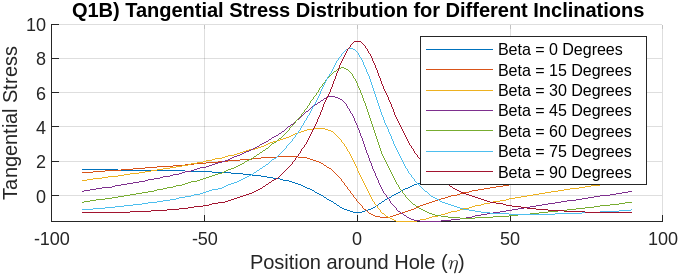 Q1B) Tangential Stress Distribution for Different Inclinations
10
8
6
4
2
0
Tangential Stress
Beta = 0 Degrees
Beta = 15 Degrees
Beta = 30 Degrees
Beta = 45 Degrees
Beta = 60 Degrees
Beta = 75 Degrees
Beta = 90 Degrees
-100 -50 0 50 100
Position around Hole (η)